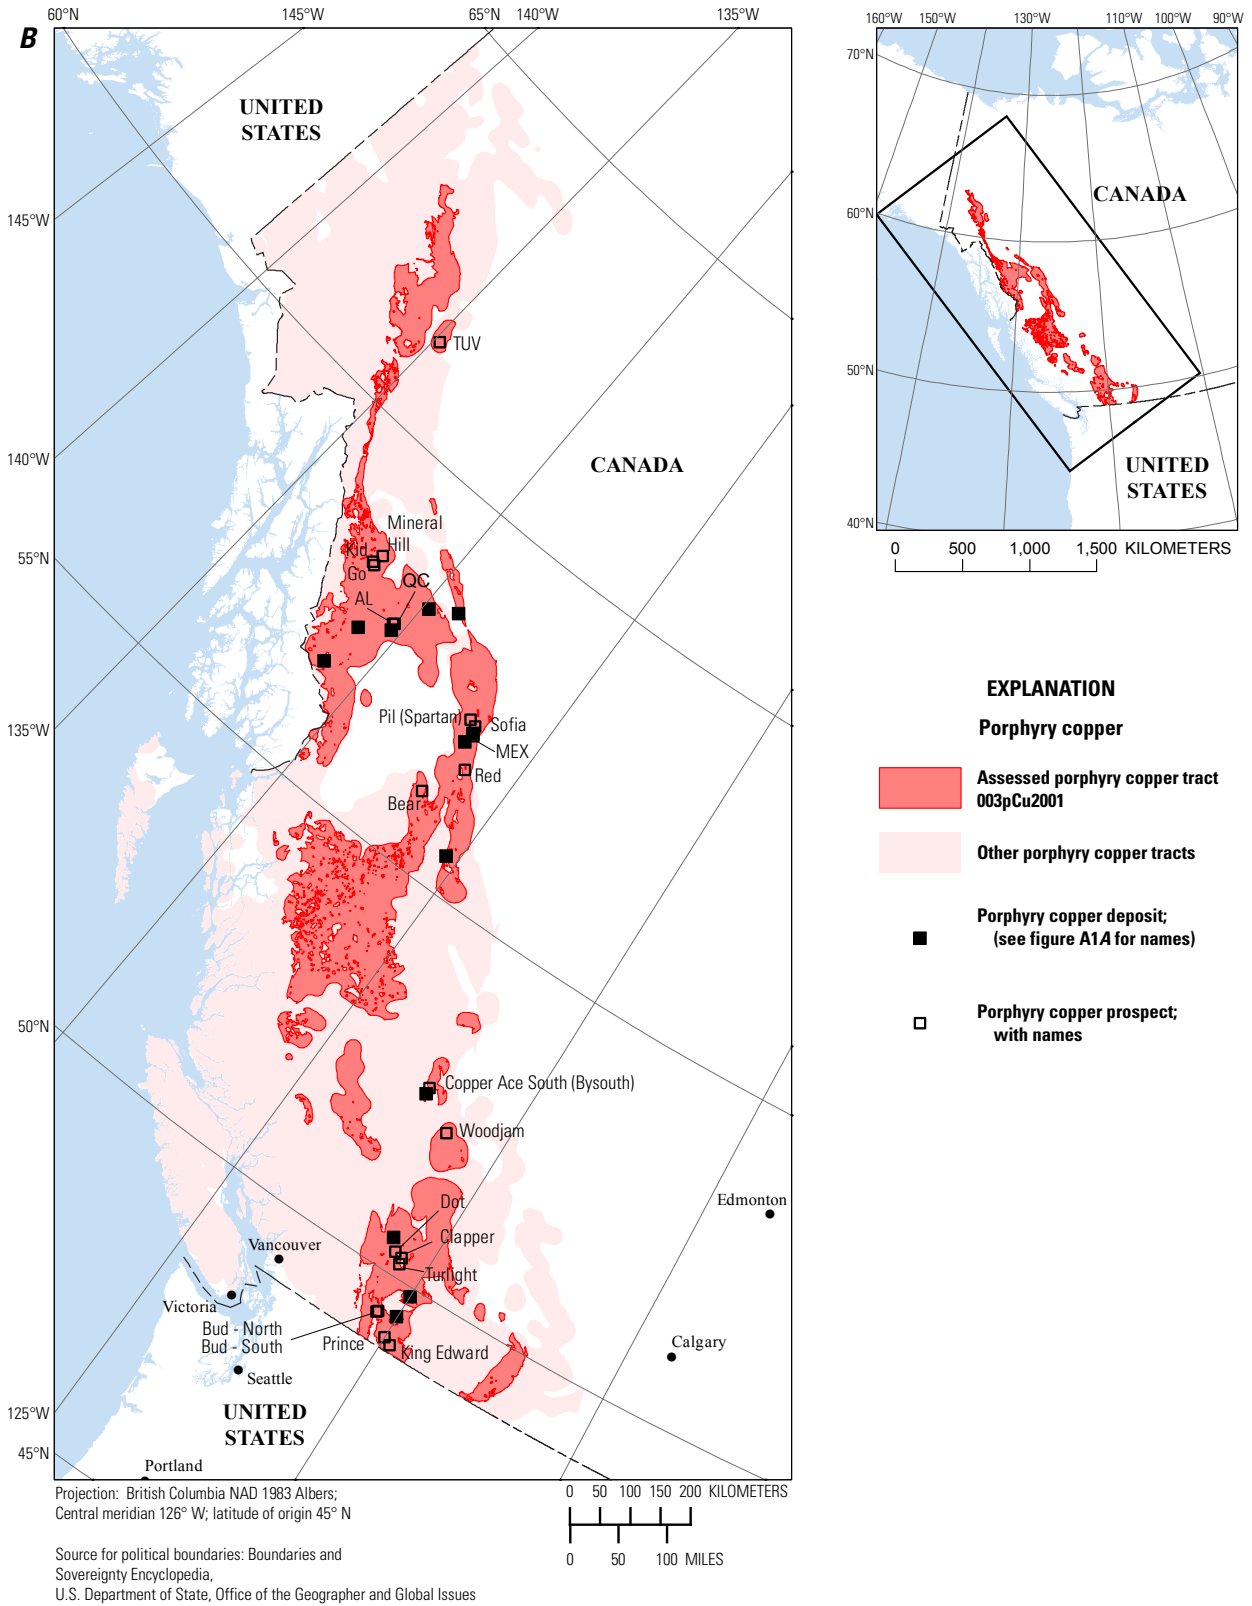 B
60°N
145°W
65°N
140°W
135°W
UNITED
STATES
145°W
TUV
140°W
CANADA
Mineral
Hill
Kid
Go
QC
AL
55°N
Pil (Spartan)
Sofia
MEX
Red
Bear
135°W
50°N
Copper Ace South (Bysouth)
Woodjam
Dot
Clapper
Turlight
Edmonton
Vancouver
Victoria
Bud - North
Bud - South
Prince
King Edward
Calgary
Seattle
UNITED
STATES
125°W
45°N
Portland
Projection: British Columbia NAD 1983 Albers;
Central meridian 126° W; latitude of origin 45° N
Source for political boundaries: Boundaries and
Sovereignty Encyclopedia,
U.S. Department of State, Office of the Geographer and Global Issues
0 50 100 150 200 KILOMETERS
0 50 100 MILES
160°W 150°W 130°W 110°W 100°W 90°W
70°N
60°N
50°N
40°N
CANADA
UNITED
STATES
0 500 1,000 1,500 KILOMETERS
EXPLANATION
Porphyry copper
Assessed porphyry copper tract
003pCu2001
Other porphyry copper tracts
Porphyry copper deposit;
(see figure A1A for names)
Porphyry copper prospect;
with names